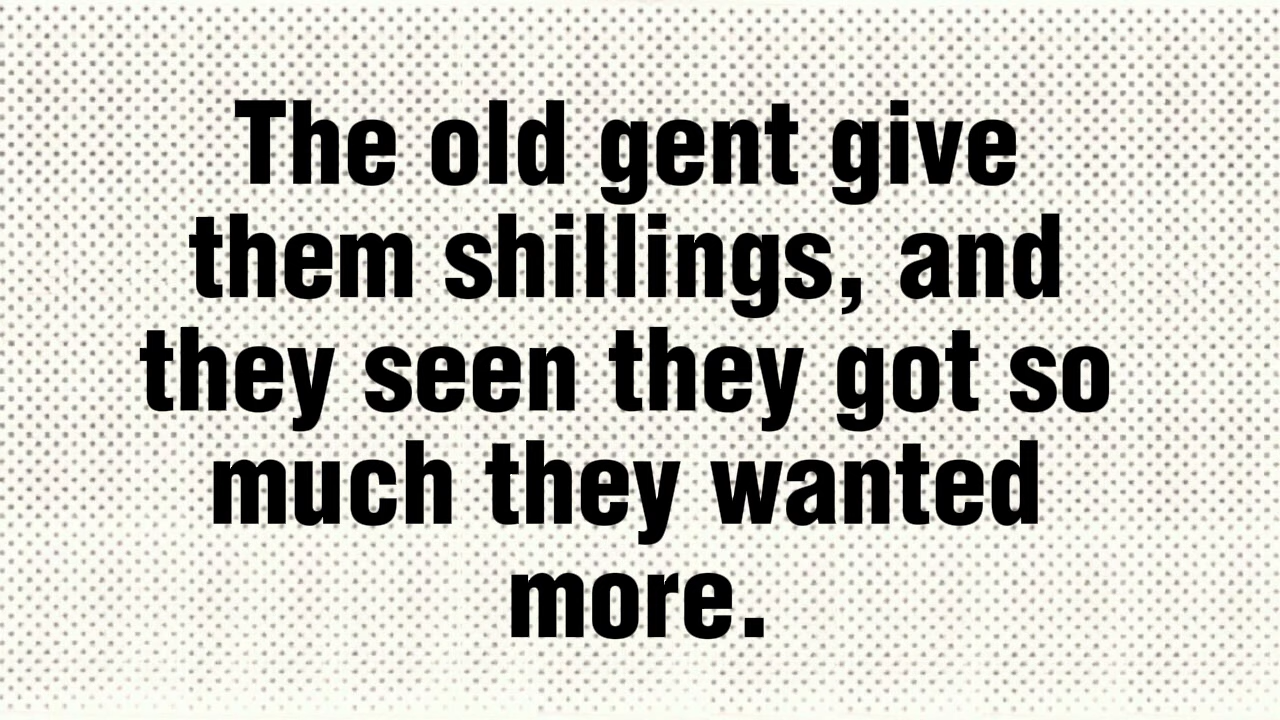 The old gent give
them shillings, and
they seen they got so
much they wanted
more.